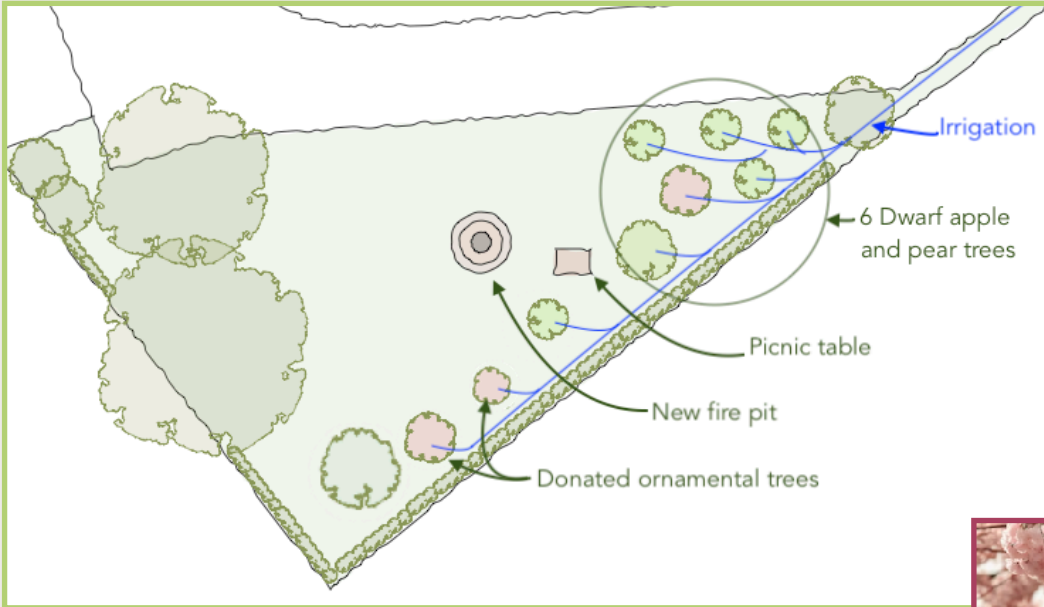 Irrigation
6 Dwarf apple
and pear trees
Picnic table
New fire pit
Donated ornamental trees